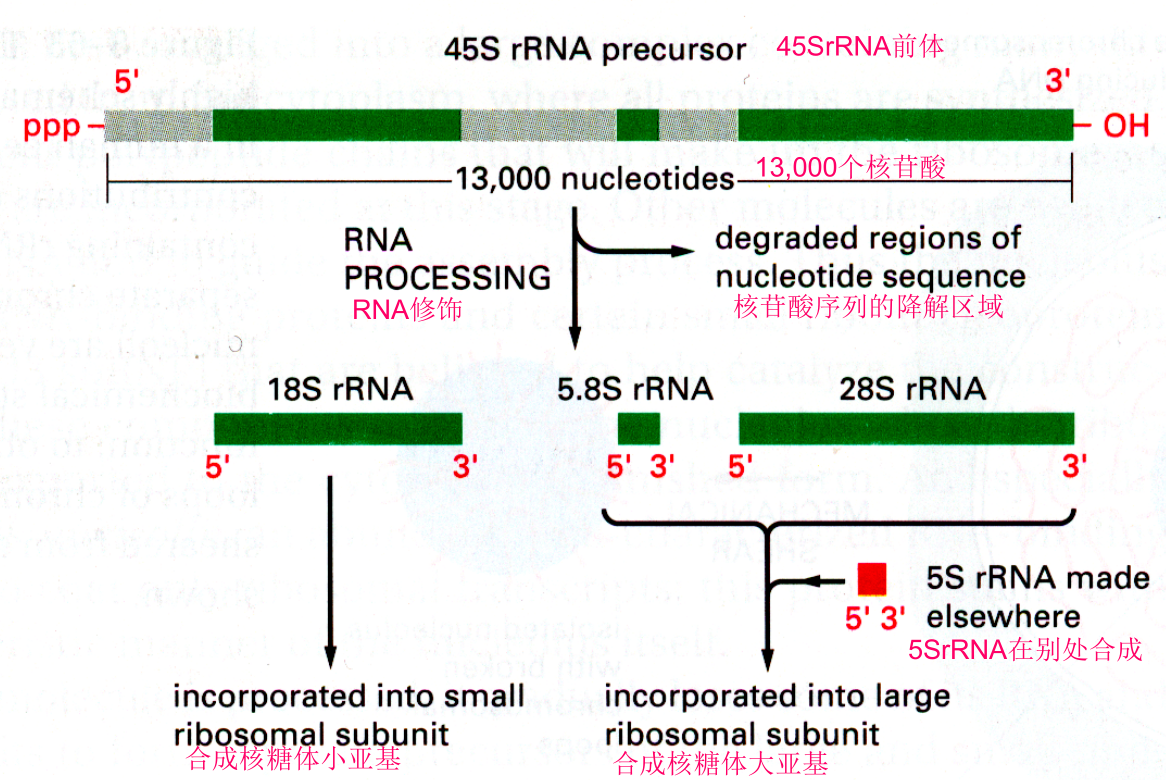 45S rRNA precursor 45SrRNA前体
5' 3'
ppp OH
13,000 nucleotides 13,000个核苷酸
RNA
PROCESSING
RNA修饰
degraded regions of
nucleotide sequence
核苷酸序列的降解区域
18S rRNA 5.8S rRNA 28S rRNA
5' 3' 5' 3' 5' 3'
5S rRNA made
elsewhere
5' 3'
5SrRNA在别处合成
incorporated into small
ribosomal subunit
合成核糖体小亚基
incorporated into large
ribosomal subunit
合成核糖体大亚基